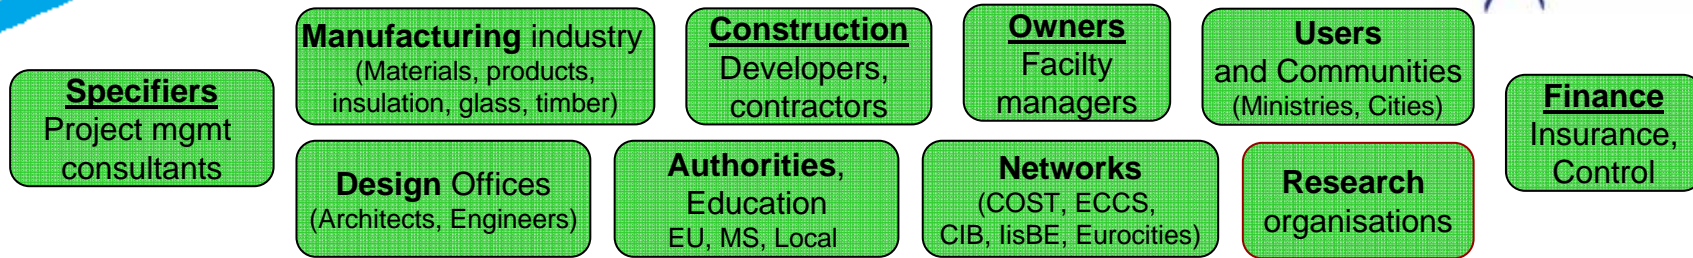 Specifiers
Project mgmt
consultants
Manufacturing industry
(Materials, products,
insulation, glass, timber)
Construction
Developers,
contractors
Owners
Facilty
managers
Users
and Communities
(Ministries, Cities)
Finance
Insurance,
Control
Design Offices
(Architects, Engineers)
Authorities,
Education
EU, MS, Local
Networks
(COST, ECCS,
CIB, IisBE, Eurocities)
Research
organisations